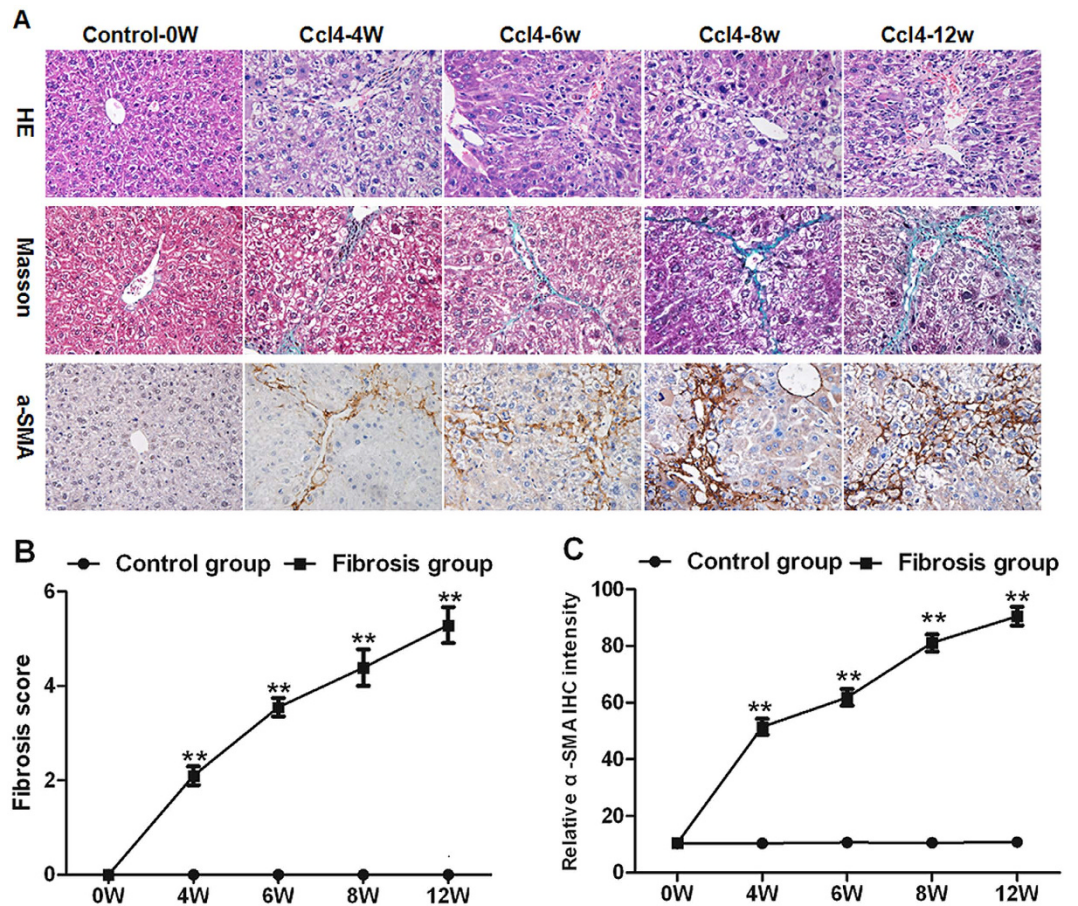 A
Control-0W Ccl4-4W Ccl4-6w Ccl4-8w Ccl4-12w
HE
Masson
a-SMA
B
Control group Fibrosis group
Fibrosis score
6
4
2
0
** ** ** **
0W 4W 6W 8W 12W
C
Control group Fibrosis group
Relative α-SMA IHC intensity
100
80
60
40
20
0
** ** ** **
0W 4W 6W 8W 12W